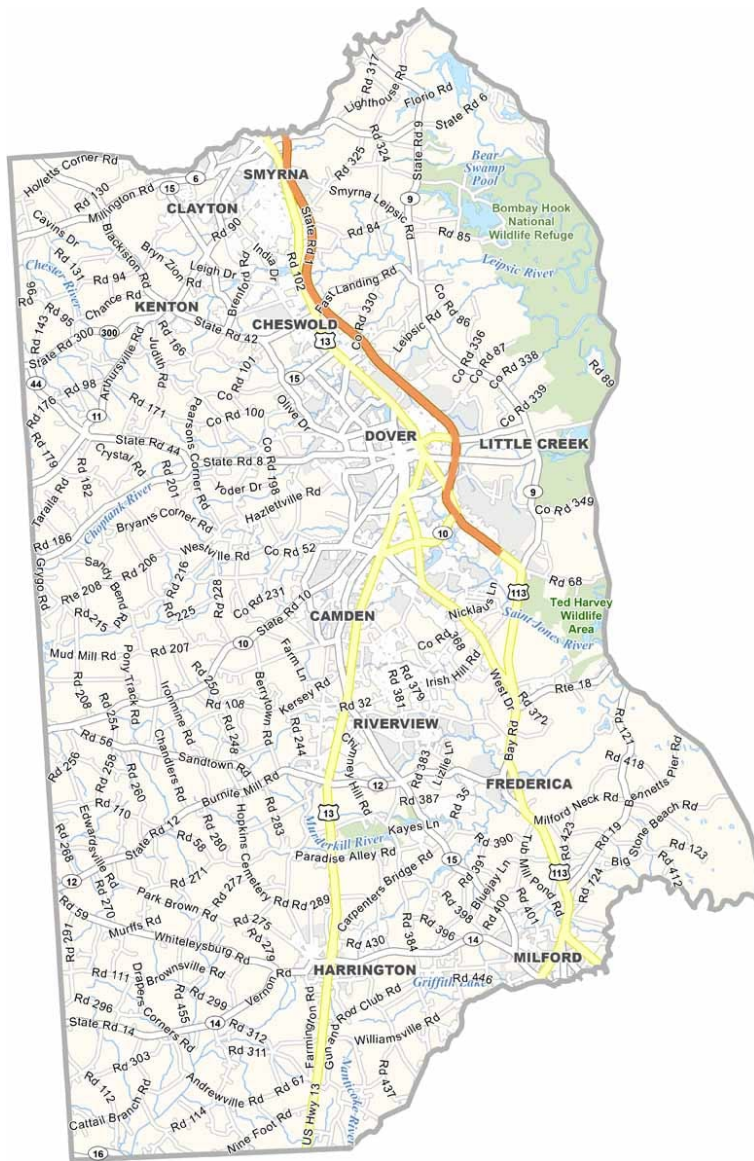 Rd 317
Lighthouse Rd
Florio Rd
State Rd 6
Rd 324
State Rd 9
Rd 325
Bear
Swamp
Pool
Holletts Corner Rd
6
15
SMYRNA
Rd 130
Millington Rd
CLAYTON
Smyrna Leipsic Rd
9
Bombay Hook
National
Wildlife Refuge
Cavins Dr
Blackiston Rd
Rd 90
State Rd 1
Rd 84
Rd 85
Rd 131
Bryn Zion Rd
India Dr
Rd 102
Leipsic River
Chester River
Rd 94
Leigh Dr
Brenford Rd
Fast Landing Rd
Rd 96
Chance Rd
KENTON
Rd 95
Rd 143
State Rd 300
300
Rd 166
State Rd 42
CHESWOLD
13
Co Rd 330
Co Rd 86
Leipsic Rd
Co Rd 336
Co Rd 87
Co Rd 338
Arthursville Rd
Judith Rd
Co Rd 101
15
Rd 89
44
Rd 98
Co Rd 339
Rd 176
11
Rd 171
Pearsons Corner Rd
Co Rd 100
Olive Dr
DOVER
LITTLE CREEK
Rd 179
State Rd 44
Crystal Rd
State Rd 8
Rd 182
Rd 201
Co Rd 198
Yoder Dr
9
Taraila Rd
Choptank River
Hazlettville Rd
Co Rd 349
Bryants Corner Rd
10
Rd 186
Westville Rd
Co Rd 52
Grygo Rd
Sandy Bend Rd
Rd 206
Rd 216
Rd 228
Rd 68
Rte 208
113
Ted Harvey
Wildlife
Area
Nicklaus Ln
Rd 215
225
Co Rd 231
State Rd 10
CAMDEN
Saint Jones River
Co Rd 368
Mud Mill Rd
Pony Track Rd
Rd 207
10
Farm Ln
Irish Hill Rd
Rd 250
Rd 379
Rd 361
West Dr
Rte 18
Rd 208
Ironmine Rd
Rd 108
Berrytown Rd
Kersey Rd
Rd 32
Rd 372
Rd 254
Rd 248
Rd 244
RIVERVIEW
Bay Rd
Rd 121
Rd 56
Chandlers Rd
Sandtown Rd
Chimney Hill Rd
Rd 383
Lizlie Ln
Rd 418
Bennetts Pier Rd
Rd 256
Rd 258
Rd 260
Burnite Mill Rd
12
FREDERICA
Rd 387
Rd 35
Rd 110
Rd 283
13
Milford Neck Rd
Edwardsville Rd
State Rd 12
Rd 58
Rd 280
Hopkins Cemetery Rd
Murderkill River
Kayes Ln
Rd 390
Rd 423
Rd 19
Big Stone Beach Rd
Rd 268
Paradise Alley Rd
Tub Mill Pond Rd
Rd 123
12
Rd 271
15
Rd 391
Bluejay Ln
113
Rd 412
Rd 270
Rd 277
Rd 289
Carpenters Bridge Rd
Rd 124
Rd 59
Park Brown Rd
Rd 275
Rd 398
Rd 400
Rd 401
Rd 291
Murffs Rd
Rd 279
Rd 396
Whiteleysburg Rd
Rd 430
Rd 384
14
MILFORD
Rd 111
Brownsville Rd
Vernon Rd
HARRINGTON
Griffith Lake
Rd 446
Drapers Corners Rd
Rd 455
Rd 299
Farmington Rd
Gun and Rod Club Rd
Rd 296
State Rd 14
14
Rd 312
Williamsville Rd
Rd 311
Rd 303
Rd 61
Nanticoke River
Rd 437
Rd 112
Andrewville Rd
Cattail Branch Rd
Rd 114
US Hwy 13
Nine Foot Rd
16